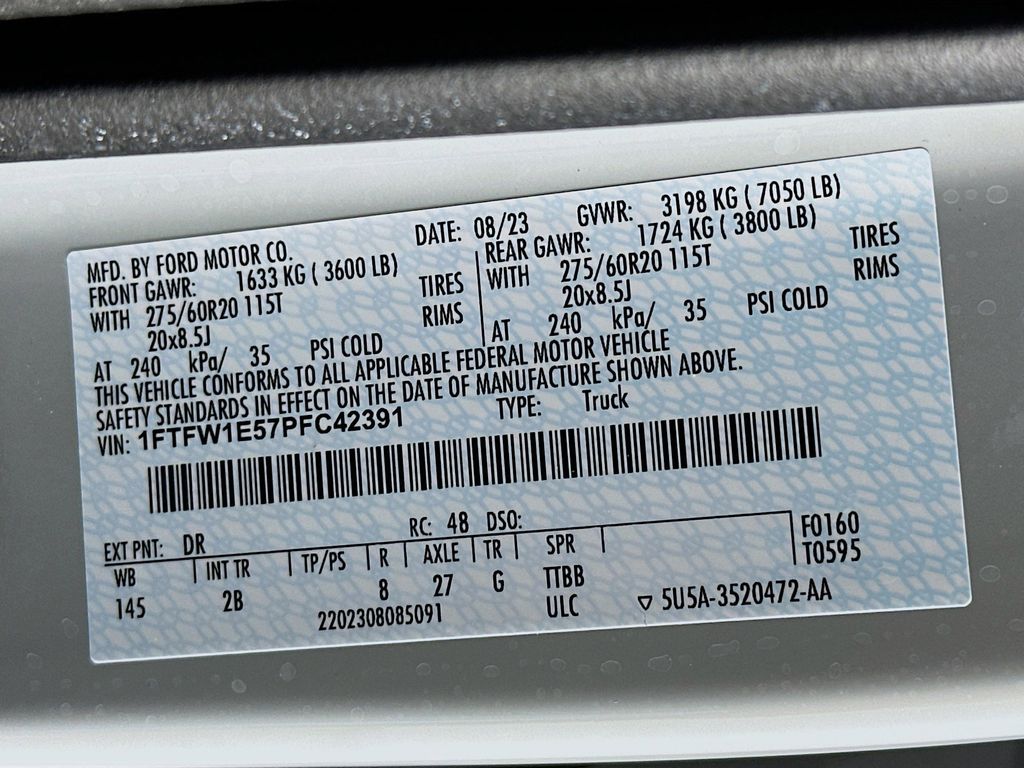 MFD. BY FORD MOTOR CO. DATE: 08/23 GVWR: 3198 KG ( 7050 LB)
FRONT GAWR: 1633 KG ( 3600 LB) REAR GAWR: 1724 KG ( 3800 LB)
WITH 275/60R20 115T TIRES WITH 275/60R20 115T TIRES
20x8.5J RIMS 20x8.5J RIMS
AT 240 kPa/ 35 PSI COLD AT 240 kPa/ 35 PSI COLD
THIS VEHICLE CONFORMS TO ALL APPLICABLE FEDERAL MOTOR VEHICLE
SAFETY STANDARDS IN EFFECT ON THE DATE OF MANUFACTURE SHOWN ABOVE.
VIN: 1FTFW1E57PFC42391 TYPE: Truck
EXT PNT: DR RC: 48 DSO: F0160
WB INT TR TP/PS R AXLE TR SPR T0595
145 2B 8 27 G TTBB
2202308085091 ULC ▽ 5U5A-3520472-AA